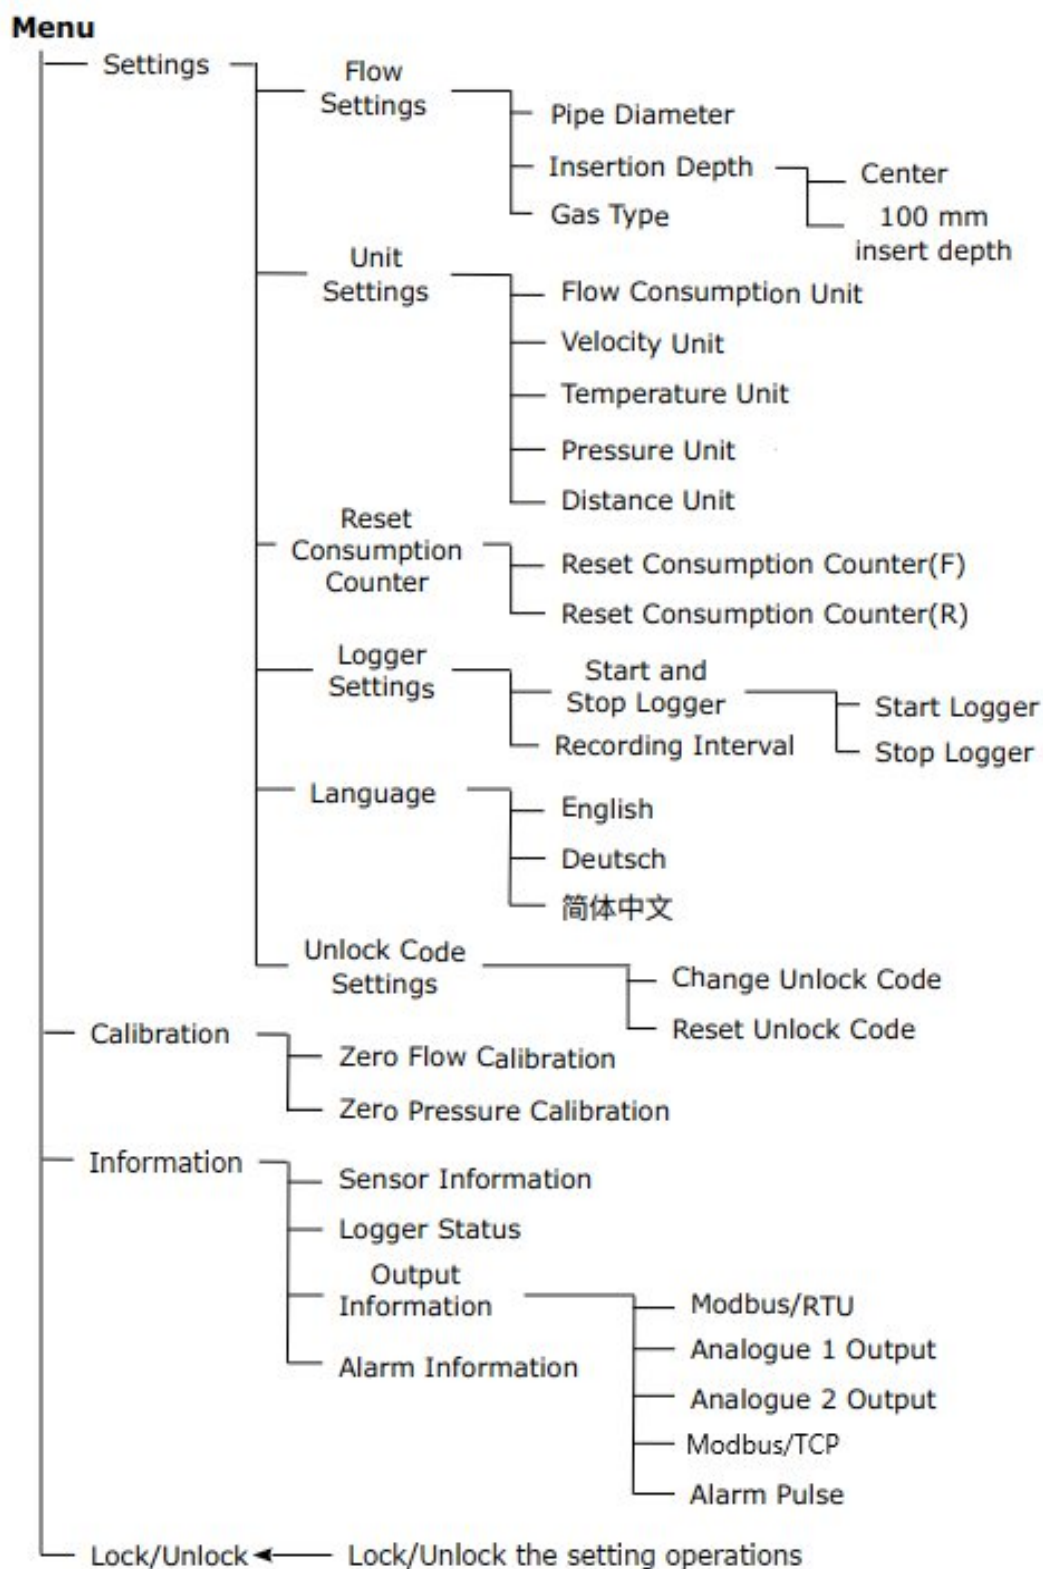 Menu
Settings
Flow
Settings
Pipe Diameter
Insertion Depth
Center
100 mm
insert depth
Gas Type
Unit
Settings
Flow Consumption Unit
Velocity Unit
Temperature Unit
Pressure Unit
Distance Unit
Reset
Consumption
Counter
Reset Consumption Counter(F)
Reset Consumption Counter(R)
Logger
Settings
Start and
Stop Logger
Start Logger
Stop Logger
Recording Interval
Language
English
Deutsch
简体中文
Unlock Code
Settings
Change Unlock Code
Reset Unlock Code
Calibration
Zero Flow Calibration
Zero Pressure Calibration
Information
Sensor Information
Logger Status
Output
Information
Modbus/RTU
Analogue 1 Output
Analogue 2 Output
Modbus/TCP
Alarm Pulse
Alarm Information
Lock/Unlock
Lock/Unlock the setting operations